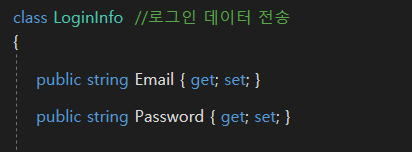 class LoginInfo  //로그인 데이터 전송
{
public string Email { get; set; }
public string Password { get; set; }